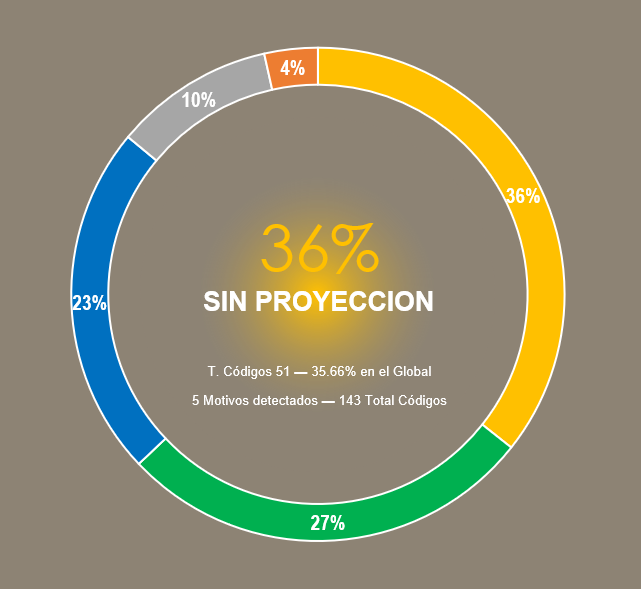 4%
10%
36%
36%
SIN PROYECCION
23%
T. Códigos 51 — 35.66% en el Global
5 Motivos detectados — 143 Total Códigos
27%